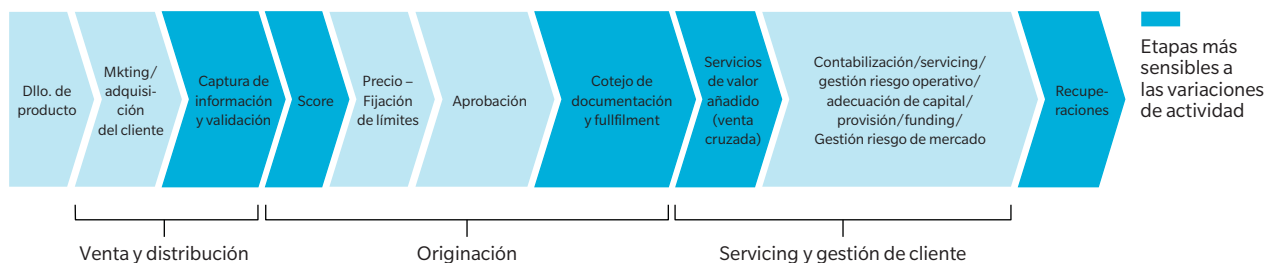 Dllo. de
producto
Mkting/
adquisi-
ción
del cliente
Captura de
información
y validación
Score
Precio –
Fijación
de límites
Aprobación
Cotejo de
documentación
y fullfilment
Servicios
de valor
añadido
(venta
cruzada)
Contabilización/servicing/
gestión riesgo operativo/
adecuación de capital/
provisión/funding/
Gestión riesgo de mercado
Recupe-
raciones
Etapas más
sensibles a
las variaciones
de actividad
Venta y distribución
Originación
Servicing y gestión de cliente